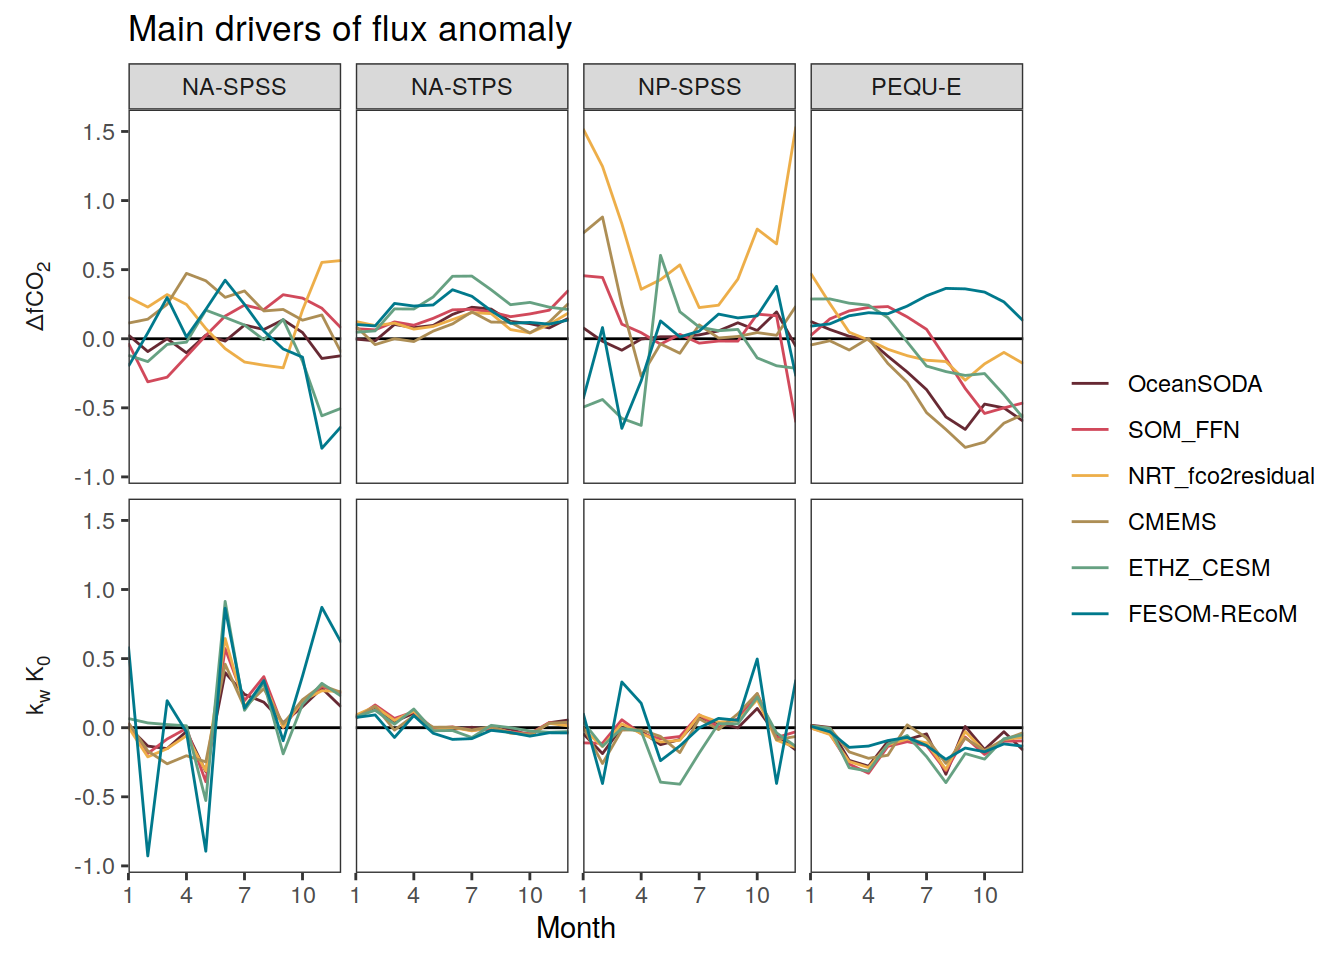 Main drivers of flux anomaly
NA-SPSS NA-STPS NP-SPSS PEQU-E
ΔfCO₂
1.5
1.0
0.5
0.0
-0.5
-1.0
k_w K₀
1.5
1.0
0.5
0.0
-0.5
-1.0
1 4 7 10 1 4 7 10 1 4 7 10 1 4 7 10
Month
OceanSODA
SOM_FFN
NRT_fco2residual
CMEMS
ETHZ_CESM
FESOM-REcoM